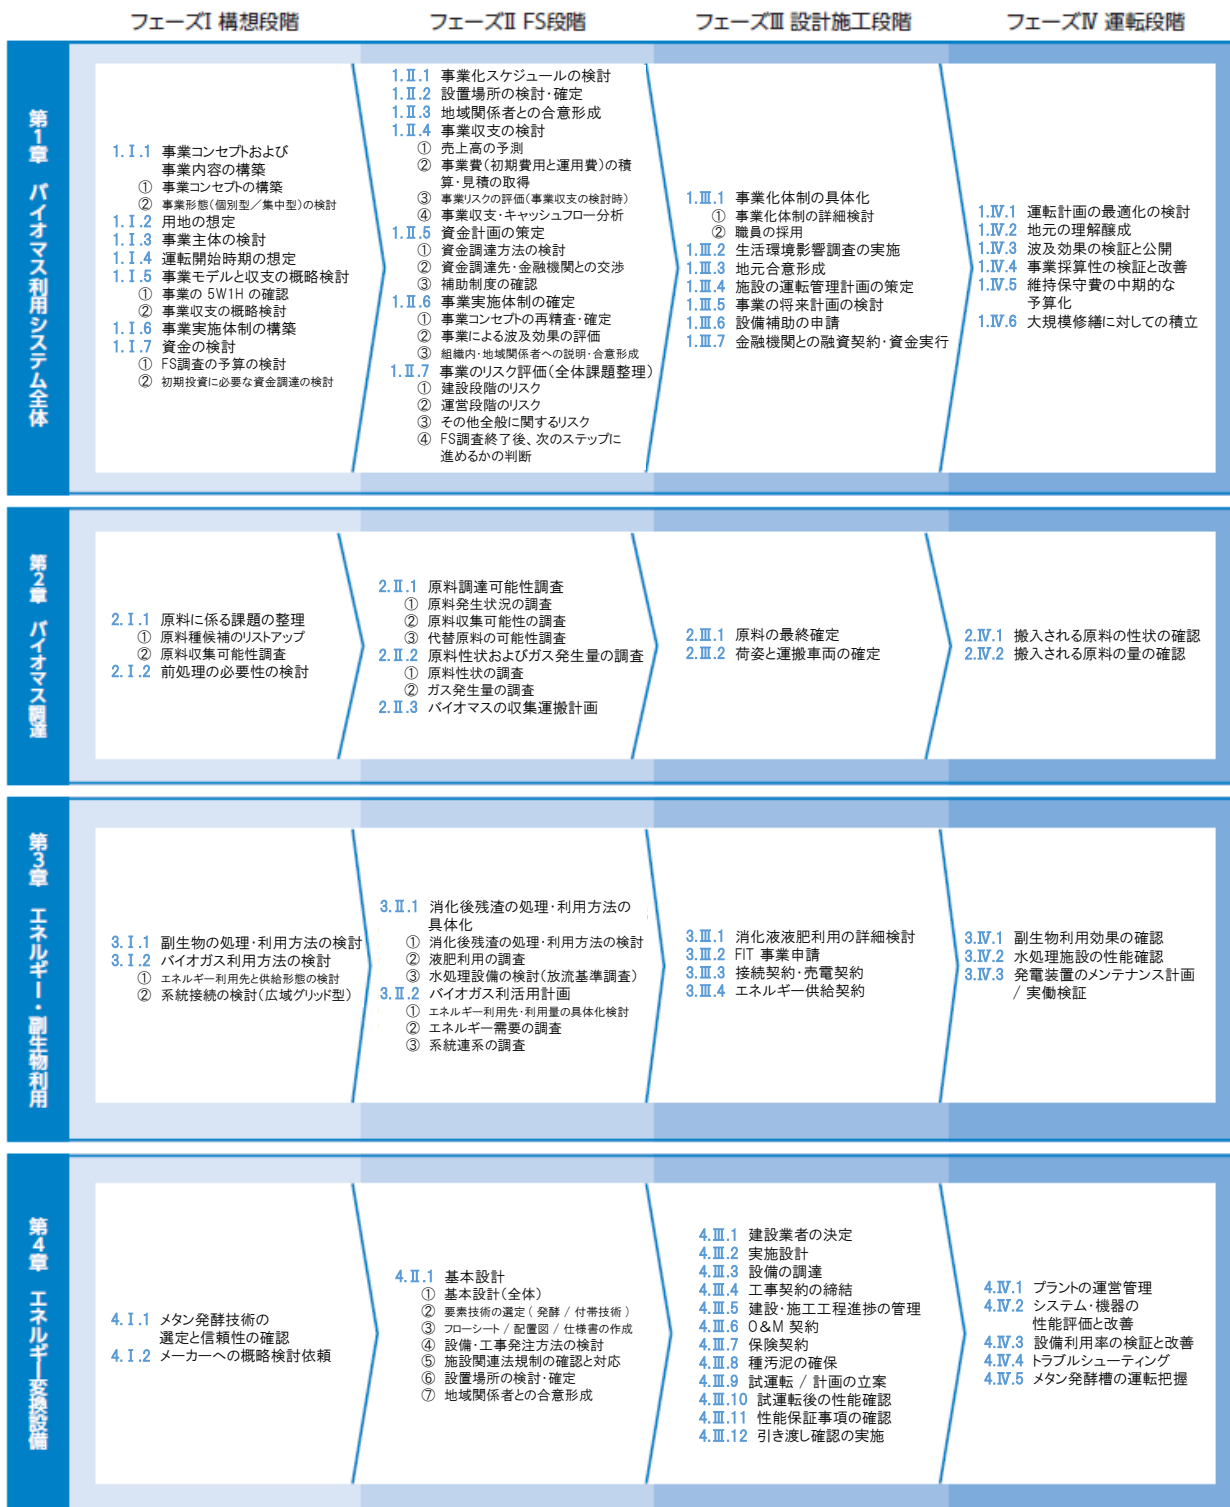 フェーズⅠ 構想段階
フェーズⅡ FS段階
フェーズⅢ 設計施工段階
フェーズⅣ 運転段階
第1章 バイオマス利用システム全体
1.Ⅰ.1 事業コンセプトおよび
事業内容の構築
① 事業コンセプトの構築
② 事業形態(個別型／集中型)の検討
1.Ⅰ.2 用地の想定
1.Ⅰ.3 事業主体の検討
1.Ⅰ.4 運転開始時期の想定
1.Ⅰ.5 事業モデルと収支の概略検討
① 事業の 5W1H の確認
② 事業収支の概略検討
1.Ⅰ.6 事業実施体制の構築
1.Ⅰ.7 資金の検討
① FS調査の予算の検討
② 初期投資に必要な資金調達の検討
1.Ⅱ.1 事業化スケジュールの検討
1.Ⅱ.2 設置場所の検討･確定
1.Ⅱ.3 地域関係者との合意形成
1.Ⅱ.4 事業収支の検討
① 売上高の予測
② 事業費(初期費用と運用費)の積
算･見積の取得
③ 事業リスクの評価(事業収支の検討時)
④ 事業収支･キャッシュフロー分析
1.Ⅱ.5 資金計画の策定
① 資金調達方法の検討
② 資金調達先･金融機関との交渉
③ 補助制度の確認
1.Ⅱ.6 事業実施体制の確定
① 事業コンセプトの再精査･確定
② 事業による波及効果の評価
③ 組織内･地域関係者への説明･合意形成
1.Ⅱ.7 事業のリスク評価(全体課題整理)
① 建設段階のリスク
② 運営段階のリスク
③ その他全般に関するリスク
④ FS調査終了後、次のステップに
進めるかの判断
1.Ⅲ.1 事業化体制の具体化
① 事業化体制の詳細検討
② 職員の採用
1.Ⅲ.2 生活環境影響調査の実施
1.Ⅲ.3 地元合意形成
1.Ⅲ.4 施設の運転管理計画の策定
1.Ⅲ.5 事業の将来計画の検討
1.Ⅲ.6 設備補助の申請
1.Ⅲ.7 金融機関との融資契約･資金実行
1.Ⅳ.1 運転計画の最適化の検討
1.Ⅳ.2 地元の理解醸成
1.Ⅳ.3 波及効果の検証と公開
1.Ⅳ.4 事業採算性の検証と改善
1.Ⅳ.5 維持保守費の中期的な
予算化
1.Ⅳ.6 大規模修繕に対しての積立
第2章 バイオマス調達
2.Ⅰ.1 原料に係る課題の整理
① 原料種候補のリストアップ
② 原料収集可能性調査
2.Ⅰ.2 前処理の必要性の検討
2.Ⅱ.1 原料調達可能性調査
① 原料発生状況の調査
② 原料収集可能性の調査
③ 代替原料の可能性調査
2.Ⅱ.2 原料性状およびガス発生量の調査
① 原料性状の調査
② ガス発生量の調査
2.Ⅱ.3 バイオマスの収集運搬計画
2.Ⅲ.1 原料の最終確定
2.Ⅲ.2 荷姿と運搬車両の確定
2.Ⅳ.1 搬入される原料の性状の確認
2.Ⅳ.2 搬入される原料の量の確認
第3章 エネルギー・副生物利用
3.Ⅰ.1 副生物の処理･利用方法の検討
3.Ⅰ.2 バイオガス利用方法の検討
① エネルギー利用先と供給形態の検討
② 系統接続の検討(広域グリッド型)
3.Ⅱ.1 消化後残渣の処理･利用方法の
具体化
① 消化後残渣の処理･利用方法の検討
② 液肥利用の調査
③ 水処理設備の検討(放流基準調査)
3.Ⅱ.2 バイオガス利活用計画
① エネルギー利用先･利用量の具体化検討
② エネルギー需要の調査
③ 系統連系の調査
3.Ⅲ.1 消化液液肥利用の詳細検討
3.Ⅲ.2 FIT 事業申請
3.Ⅲ.3 接続契約･売電契約
3.Ⅲ.4 エネルギー供給契約
3.Ⅳ.1 副生物利用効果の確認
3.Ⅳ.2 水処理施設の性能確認
3.Ⅳ.3 発電装置のメンテナンス計画
/ 実働検証
第4章 エネルギー変換設備
4.Ⅰ.1 メタン発酵技術の
選定と信頼性の確認
4.Ⅰ.2 メーカーへの概略検討依頼
4.Ⅱ.1 基本設計
① 基本設計(全体)
② 要素技術の選定 ( 発酵 / 付帯技術 )
③ フローシート / 配置図 / 仕様書の作成
④ 設備･工事発注方法の検討
⑤ 施設関連法規制の確認と対応
⑥ 設置場所の検討･確定
⑦ 地域関係者との合意形成
4.Ⅲ.1 建設業者の決定
4.Ⅲ.2 実施設計
4.Ⅲ.3 設備の調達
4.Ⅲ.4 工事契約の締結
4.Ⅲ.5 建設･施工工程進捗の管理
4.Ⅲ.6 O&M 契約
4.Ⅲ.7 保険契約
4.Ⅲ.8 種汚泥の確保
4.Ⅲ.9 試運転 / 計画の立案
4.Ⅲ.10 試運転後の性能確認
4.Ⅲ.11 性能保証事項の確認
4.Ⅲ.12 引き渡し確認の実施
4.Ⅳ.1 プラントの運営管理
4.Ⅳ.2 システム･機器の
性能評価と改善
4.Ⅳ.3 設備利用率の検証と改善
4.Ⅳ.4 トラブルシューティング
4.Ⅳ.5 メタン発酵槽の運転把握